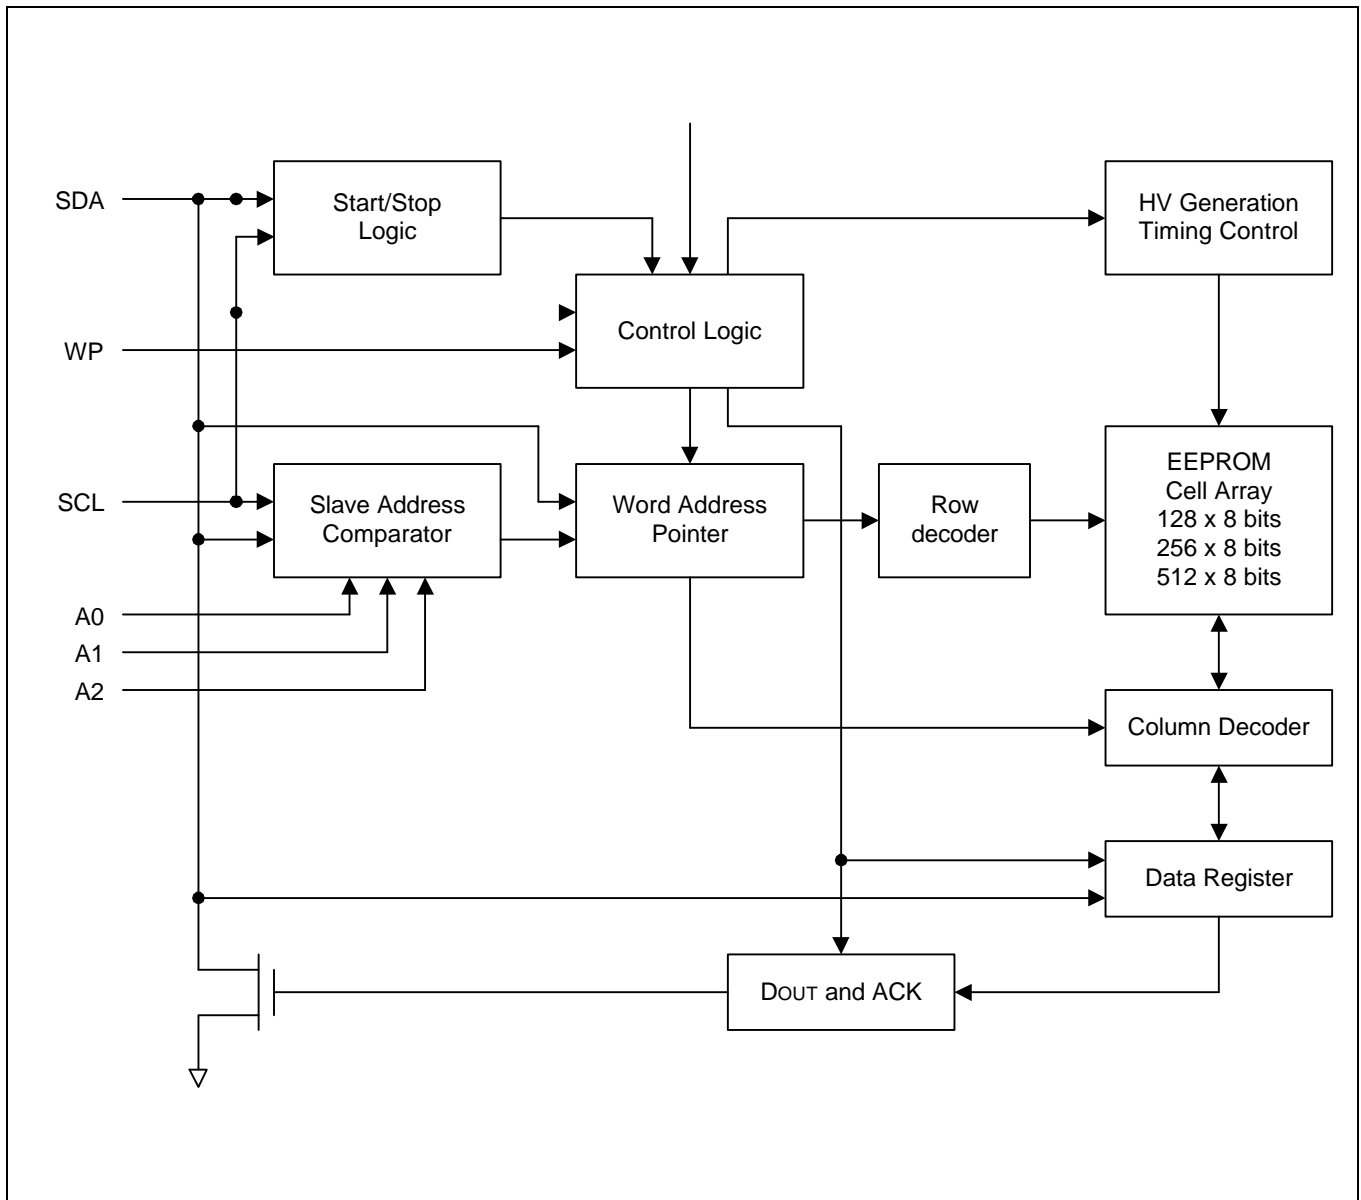 SDA
Start/Stop
Logic
HV Generation
Timing Control
WP
Control Logic
SCL
Slave Address
Comparator
Word Address
Pointer
Row
decoder
EEPROM
Cell Array
128 x 8 bits
256 x 8 bits
512 x 8 bits
A0
A1
A2
Column Decoder
Data Register
DOUT and ACK